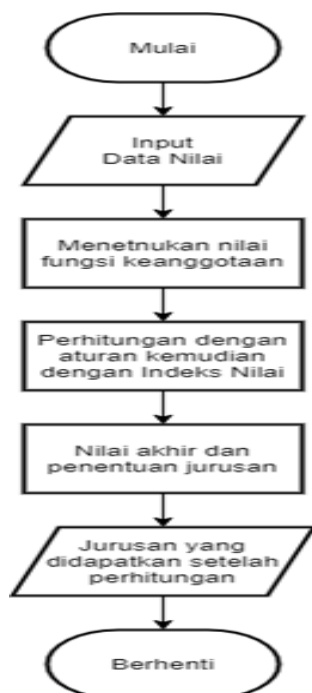 Mulai
Input
Data Nilai
Menetnukan nilai
fungsi keanggotaan
Perhitungan dengan
aturan kemudian
dengan Indeks Nilai
Nilai akhir dan
penentuan jurusan
Jurusan yang
didapatkan setelah
perhitungan
Berhenti